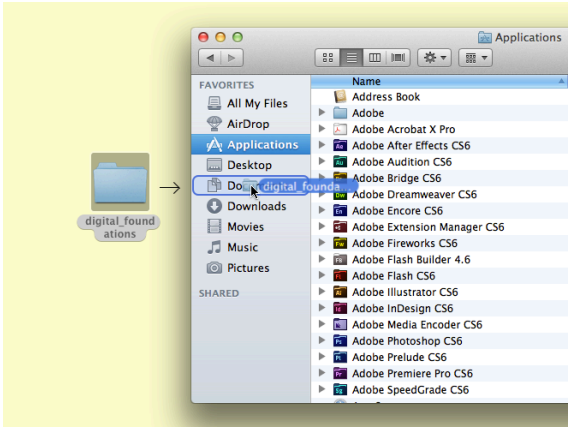 Applications
FAVORITES
All My Files
AirDrop
Applications
Desktop
Do
digital_founda
Downloads
Movies
Music
Pictures
SHARED
digital_found
ations
Name
Address Book
Adobe
Adobe Acrobat X Pro
Adobe After Effects CS6
Adobe Audition CS6
Adobe Bridge CS6
Adobe Dreamweaver CS6
Adobe Encore CS6
Adobe Extension Manager CS6
Adobe Fireworks CS6
Adobe Flash Builder 4.6
Adobe Flash CS6
Adobe Illustrator CS6
Adobe InDesign CS6
Adobe Media Encoder CS6
Adobe Photoshop CS6
Adobe Prelude CS6
Adobe Premiere Pro CS6
Adobe SpeedGrade CS6